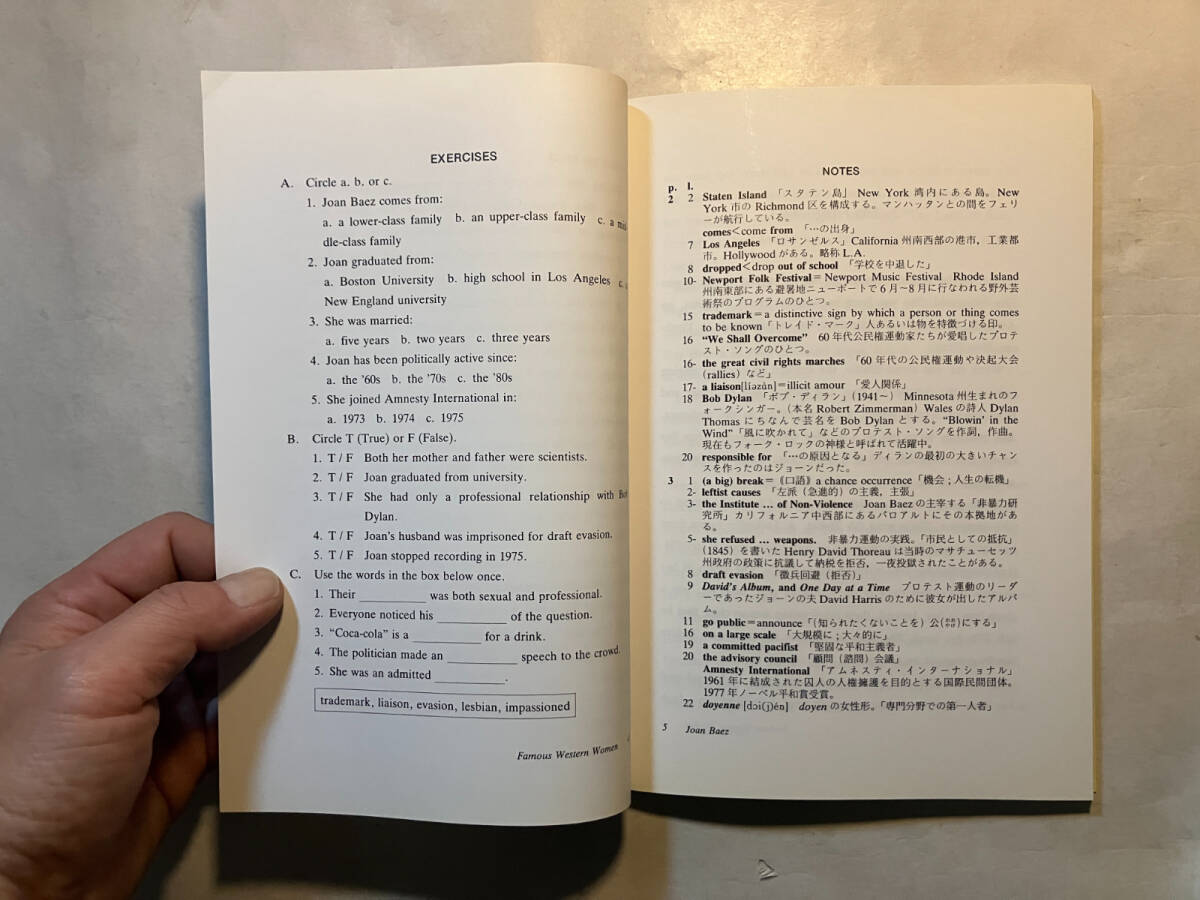 EXERCISES
A. Circle a. b. or c.
1. Joan Baez comes from:
a. a lower-class family b. an upper-class family c. a mid
dle-class family
2. Joan graduated from:
a. Boston University b. high school in Los Angeles c.
New England university
3. She was married:
a. five years b. two years c. three years
4. Joan has been politically active since:
a. the '60s b. the '70s c. the '80s
5. She joined Amnesty International in:
a. 1973 b. 1974 c. 1975
B. Circle T (True) or F (False).
1. T / F Both her mother and father were scientists.
2. T / F Joan graduated from university.
3. T / F She had only a professional relationship with Bob
Dylan.
4. T / F Joan's husband was imprisoned for draft evasion.
5. T / F Joan stopped recording in 1975.
C. Use the words in the box below once.
1. Their __________ was both sexual and professional.
2. Everyone noticed his __________ of the question.
3. “Coca-cola” is a __________ for a drink.
4. The politician made an __________ speech to the crowd.
5. She was an admitted __________.
trademark, liaison, evasion, lesbian, impassioned
Famous Western Women
NOTES
p. l.
2 2 Staten Island 「スタテン島」 New York 湾内にある島。New
York 市の Richmond 区を構成する。マンハッタンとの間をフェリ
ーが航行している。
comes<come from 「…の出身」
7 Los Angeles 「ロサンゼルス」California 州南西部の港市，工業都
市。Hollywood がある。略称 L.A.
8 dropped<drop out of school 「学校を中退した」
10- Newport Folk Festival＝Newport Music Festival Rhode Island
州南東部にある避暑地ニューポートで6月～8月に行なわれる野外芸
術祭のプログラムのひとつ。
15 trademark＝a distinctive sign by which a person or thing comes
to be known「トレイド・マーク」人あるいは物を特徴づける印。
16 “We Shall Overcome” 60年代公民権運動家たちが愛唱したプロテ
スト・ソングのひとつ。
16- the great civil rights marches 「60年代の公民権運動や決起大会
（rallies）など」
17- a liaison[líəzàn]＝illicit amour 「愛人関係」
18 Bob Dylan 「ボブ・ディラン」（1941～） Minnesota 州生まれのフ
ォークシンガー。（本名 Robert Zimmerman）Wales の詩人 Dylan
Thomas にちなんで芸名を Bob Dylan とする。“Blowin' in the
Wind”「風に吹かれて」などのプロテスト・ソングを作詞，作曲。
現在もフォーク・ロックの神様と呼ばれて活躍中。
20 responsible for 「…の原因となる」ディランの最初の大きいチャン
スを作ったのはジョーンだった。
3 1 (a big) break＝《口語》a chance occurrence「機会；人生の転機」
2- leftist causes 「左派（急進的）の主義，主張」
3- the Institute … of Non-Violence Joan Baez の主宰する「非暴力研
究所」カリフォルニア中西部にあるパロアルトにその本拠地があ
る。
5- she refused … weapons. 非暴力運動の実践。「市民としての抵抗」
（1845）を書いた Henry David Thoreau は当時のマサチューセッツ
州政府の政策に抗議して納税を拒否，一夜投獄されたことがある。
8 draft evasion 「徴兵回避（拒否）」
9 David's Album, and One Day at a Time プロテスト運動のリーダ
ーであったジョーンの夫 David Harris のために彼女が出したアルバ
ム。
11 go public＝announce「（知られたくないことを）公(おおやけ)にする」
16 on a large scale 「大規模に；大々的に」
19 a committed pacifist 「堅固な平和主義者」
20 the advisory council 「顧問（諮問）会議」
Amnesty International 「アムネスティ・インターナショナル」
1961年に結成された囚人の人権擁護を目的とする国際民間団体。
1977年ノーベル平和賞受賞。
22 doyenne [dɔi(j)én] doyen の女性形。「専門分野での第一人者」
5 Joan Baez